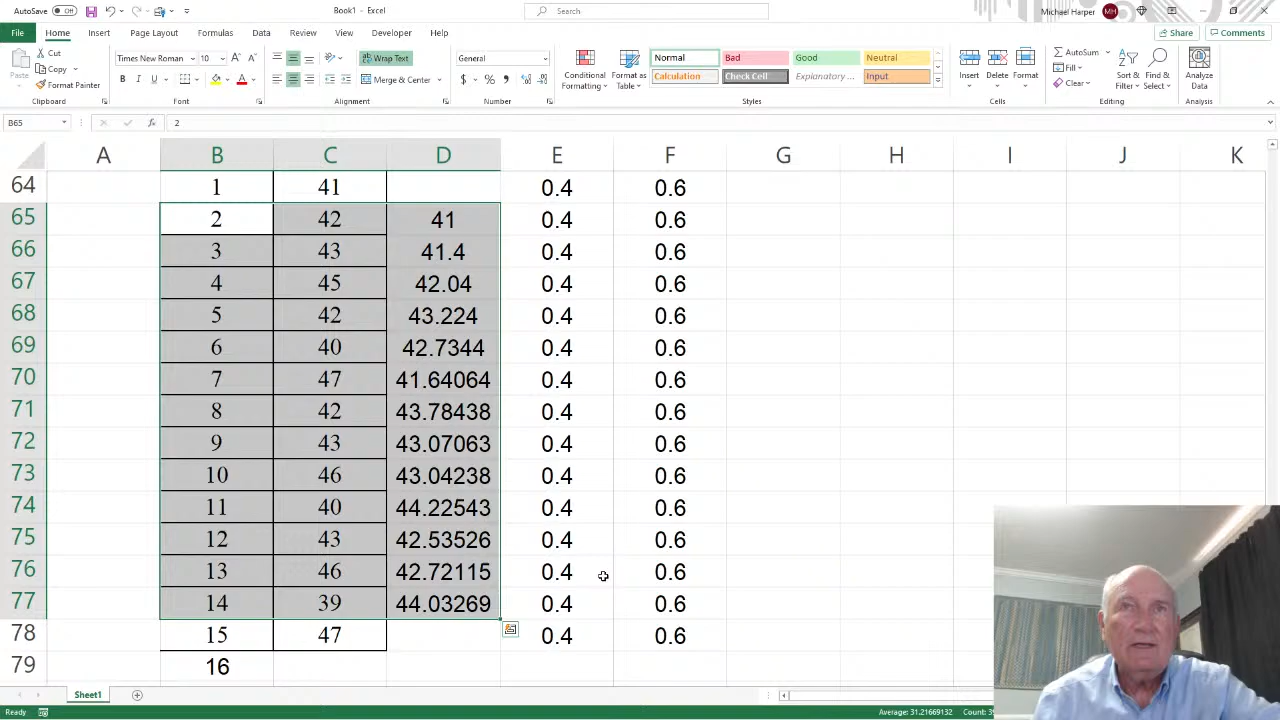 AutoSave Off Book1 - Excel Search Michael Harper MH
File Home Insert Page Layout Formulas Data Review View Developer Help Share Comments
Paste Cut Copy Format Painter Clipboard
Times New Roman 10 A A B I U A Font
ab Wrap Text Merge & Center Alignment
General $ % 9 Number
Conditional Formatting Format as Table
Normal Bad Good Neutral
Calculation Check Cell Explanatory ... Input
Styles
Insert Delete Format Cells
AutoSum Fill Clear Sort & Filter Find & Select Editing
Analyze Data Analysis
B65 fx 2
A B C D E F G H I J K
64 1 41 0.4 0.6
65 2 42 41 0.4 0.6
66 3 43 41.4 0.4 0.6
67 4 45 42.04 0.4 0.6
68 5 42 43.224 0.4 0.6
69 6 40 42.7344 0.4 0.6
70 7 47 41.64064 0.4 0.6
71 8 42 43.78438 0.4 0.6
72 9 43 43.07063 0.4 0.6
73 10 46 43.04238 0.4 0.6
74 11 40 44.22543 0.4 0.6
75 12 43 42.53526 0.4 0.6
76 13 46 42.72115 0.4 0.6
77 14 39 44.03269 0.4 0.6
78 15 47 0.4 0.6
79 16
Sheet1
Ready Average: 31.21669132 Count: 39